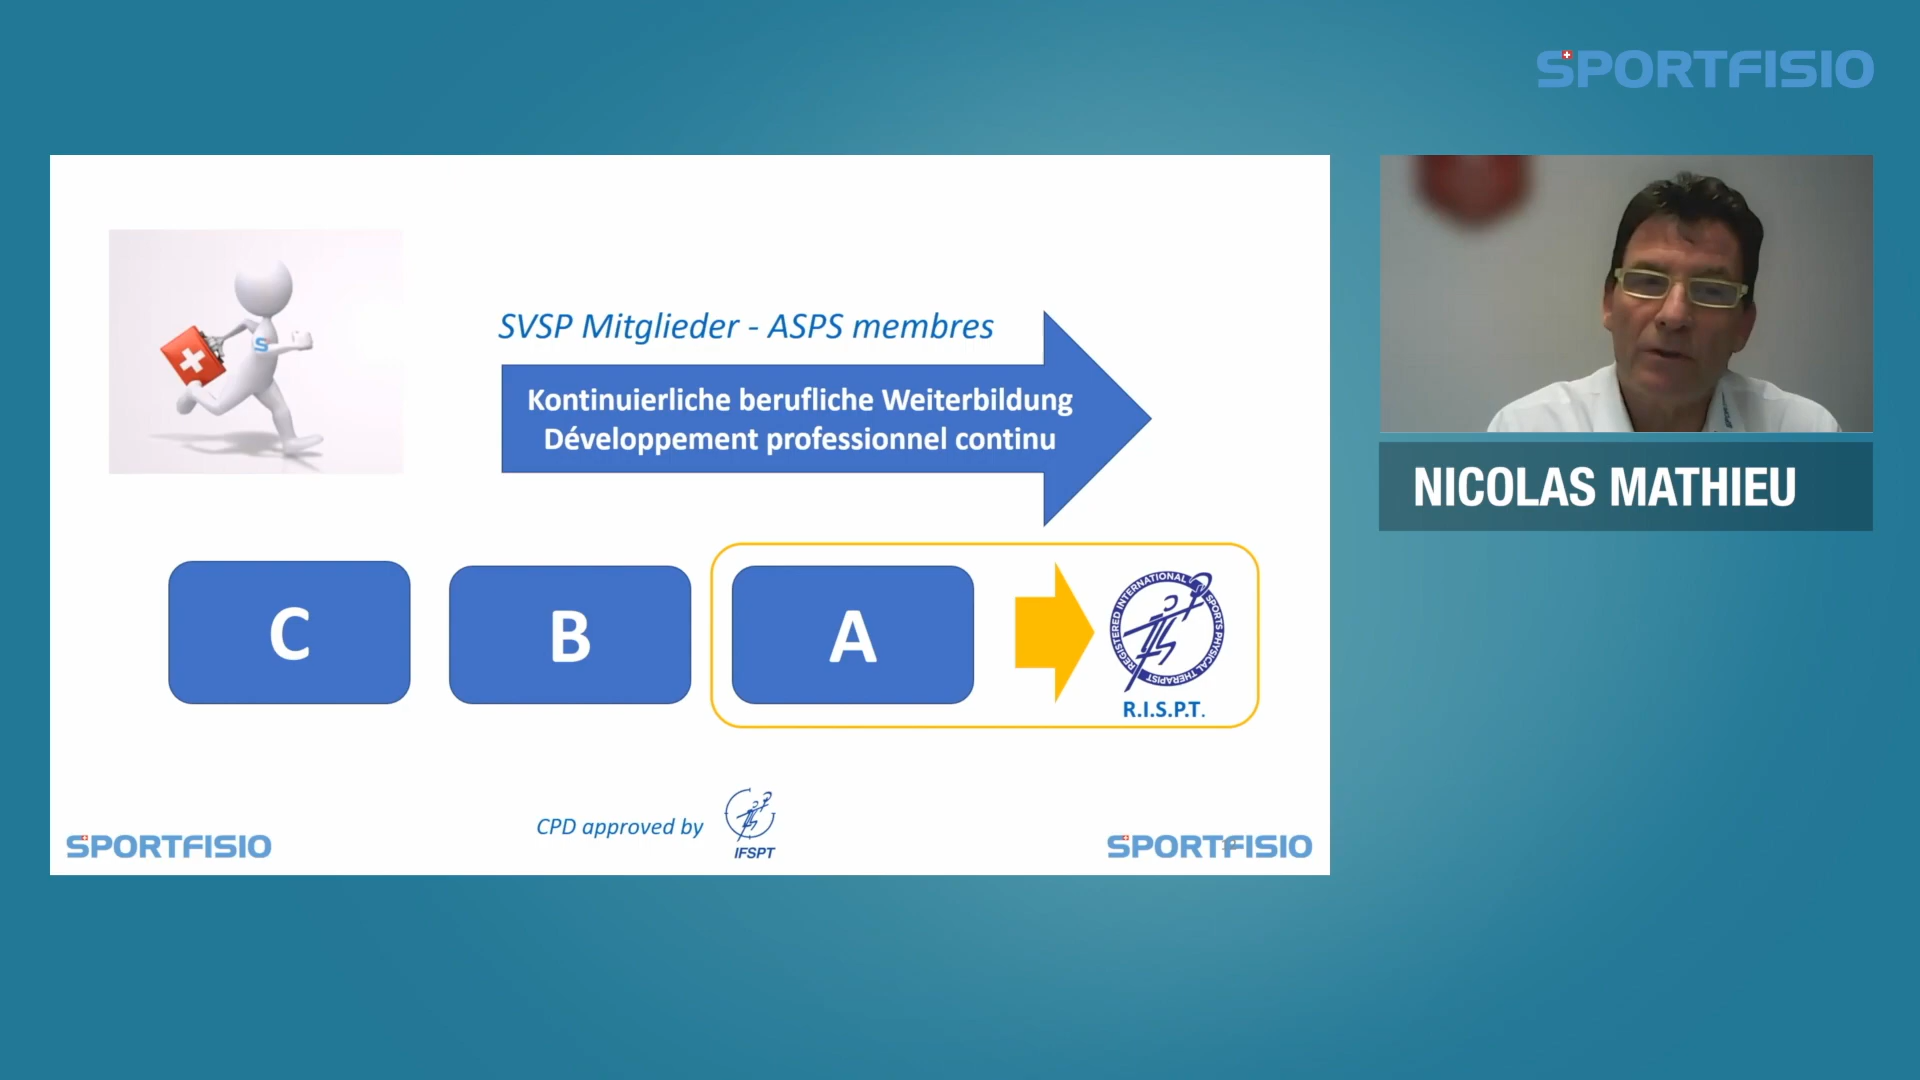 SPORTFISIO
SVSP Mitglieder - ASPS membres
Kontinuierliche berufliche Weiterbildung
Développement professionnel continu
NICOLAS MATHIEU
C
B
A
REGISTERED INTERNATIONAL SPORTS PHYSICAL THERAPIST
R.I.S.P.T.
CPD approved by
IFSPT
SPORTFISIO
SPORTFISIO